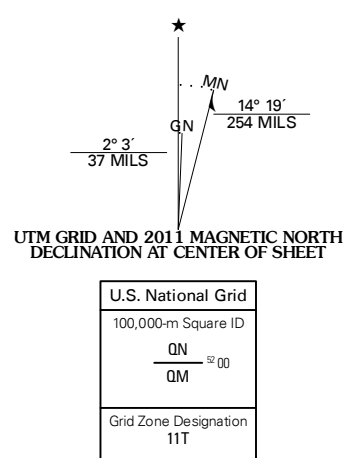 ★
MN
GN
14° 19´
254 MILS
2° 3´
37 MILS
UTM GRID AND 2011 MAGNETIC NORTH
DECLINATION AT CENTER OF SHEET
U.S. National Grid
100,000-m Square ID
QN
52 00
QM
Grid Zone Designation
11T